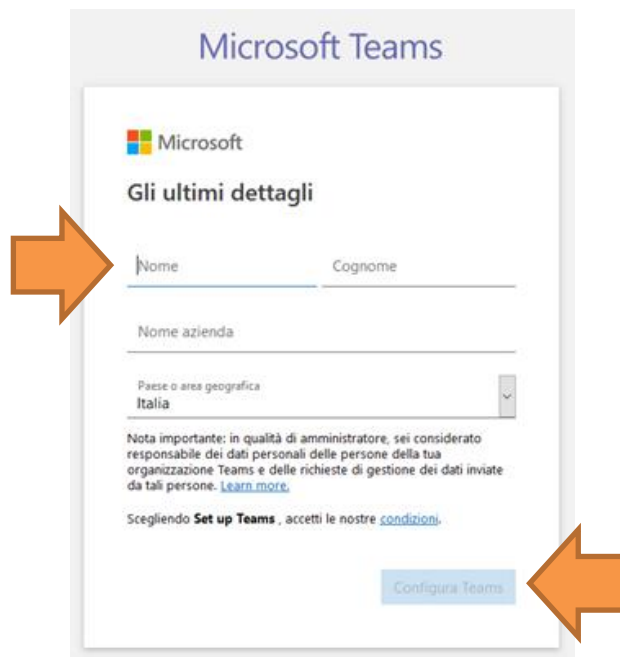 Microsoft Teams
Microsoft
Gli ultimi dettagli
Nome Cognome
Nome azienda
Paese o area geografica
Italia
Nota importante: in qualità di amministratore, sei considerato
responsabile dei dati personali delle persone della tua
organizzazione Teams e delle richieste di gestione dei dati inviate
da tali persone. Learn more.
Scegliendo Set up Teams , accetti le nostre condizioni.
Configura Teams